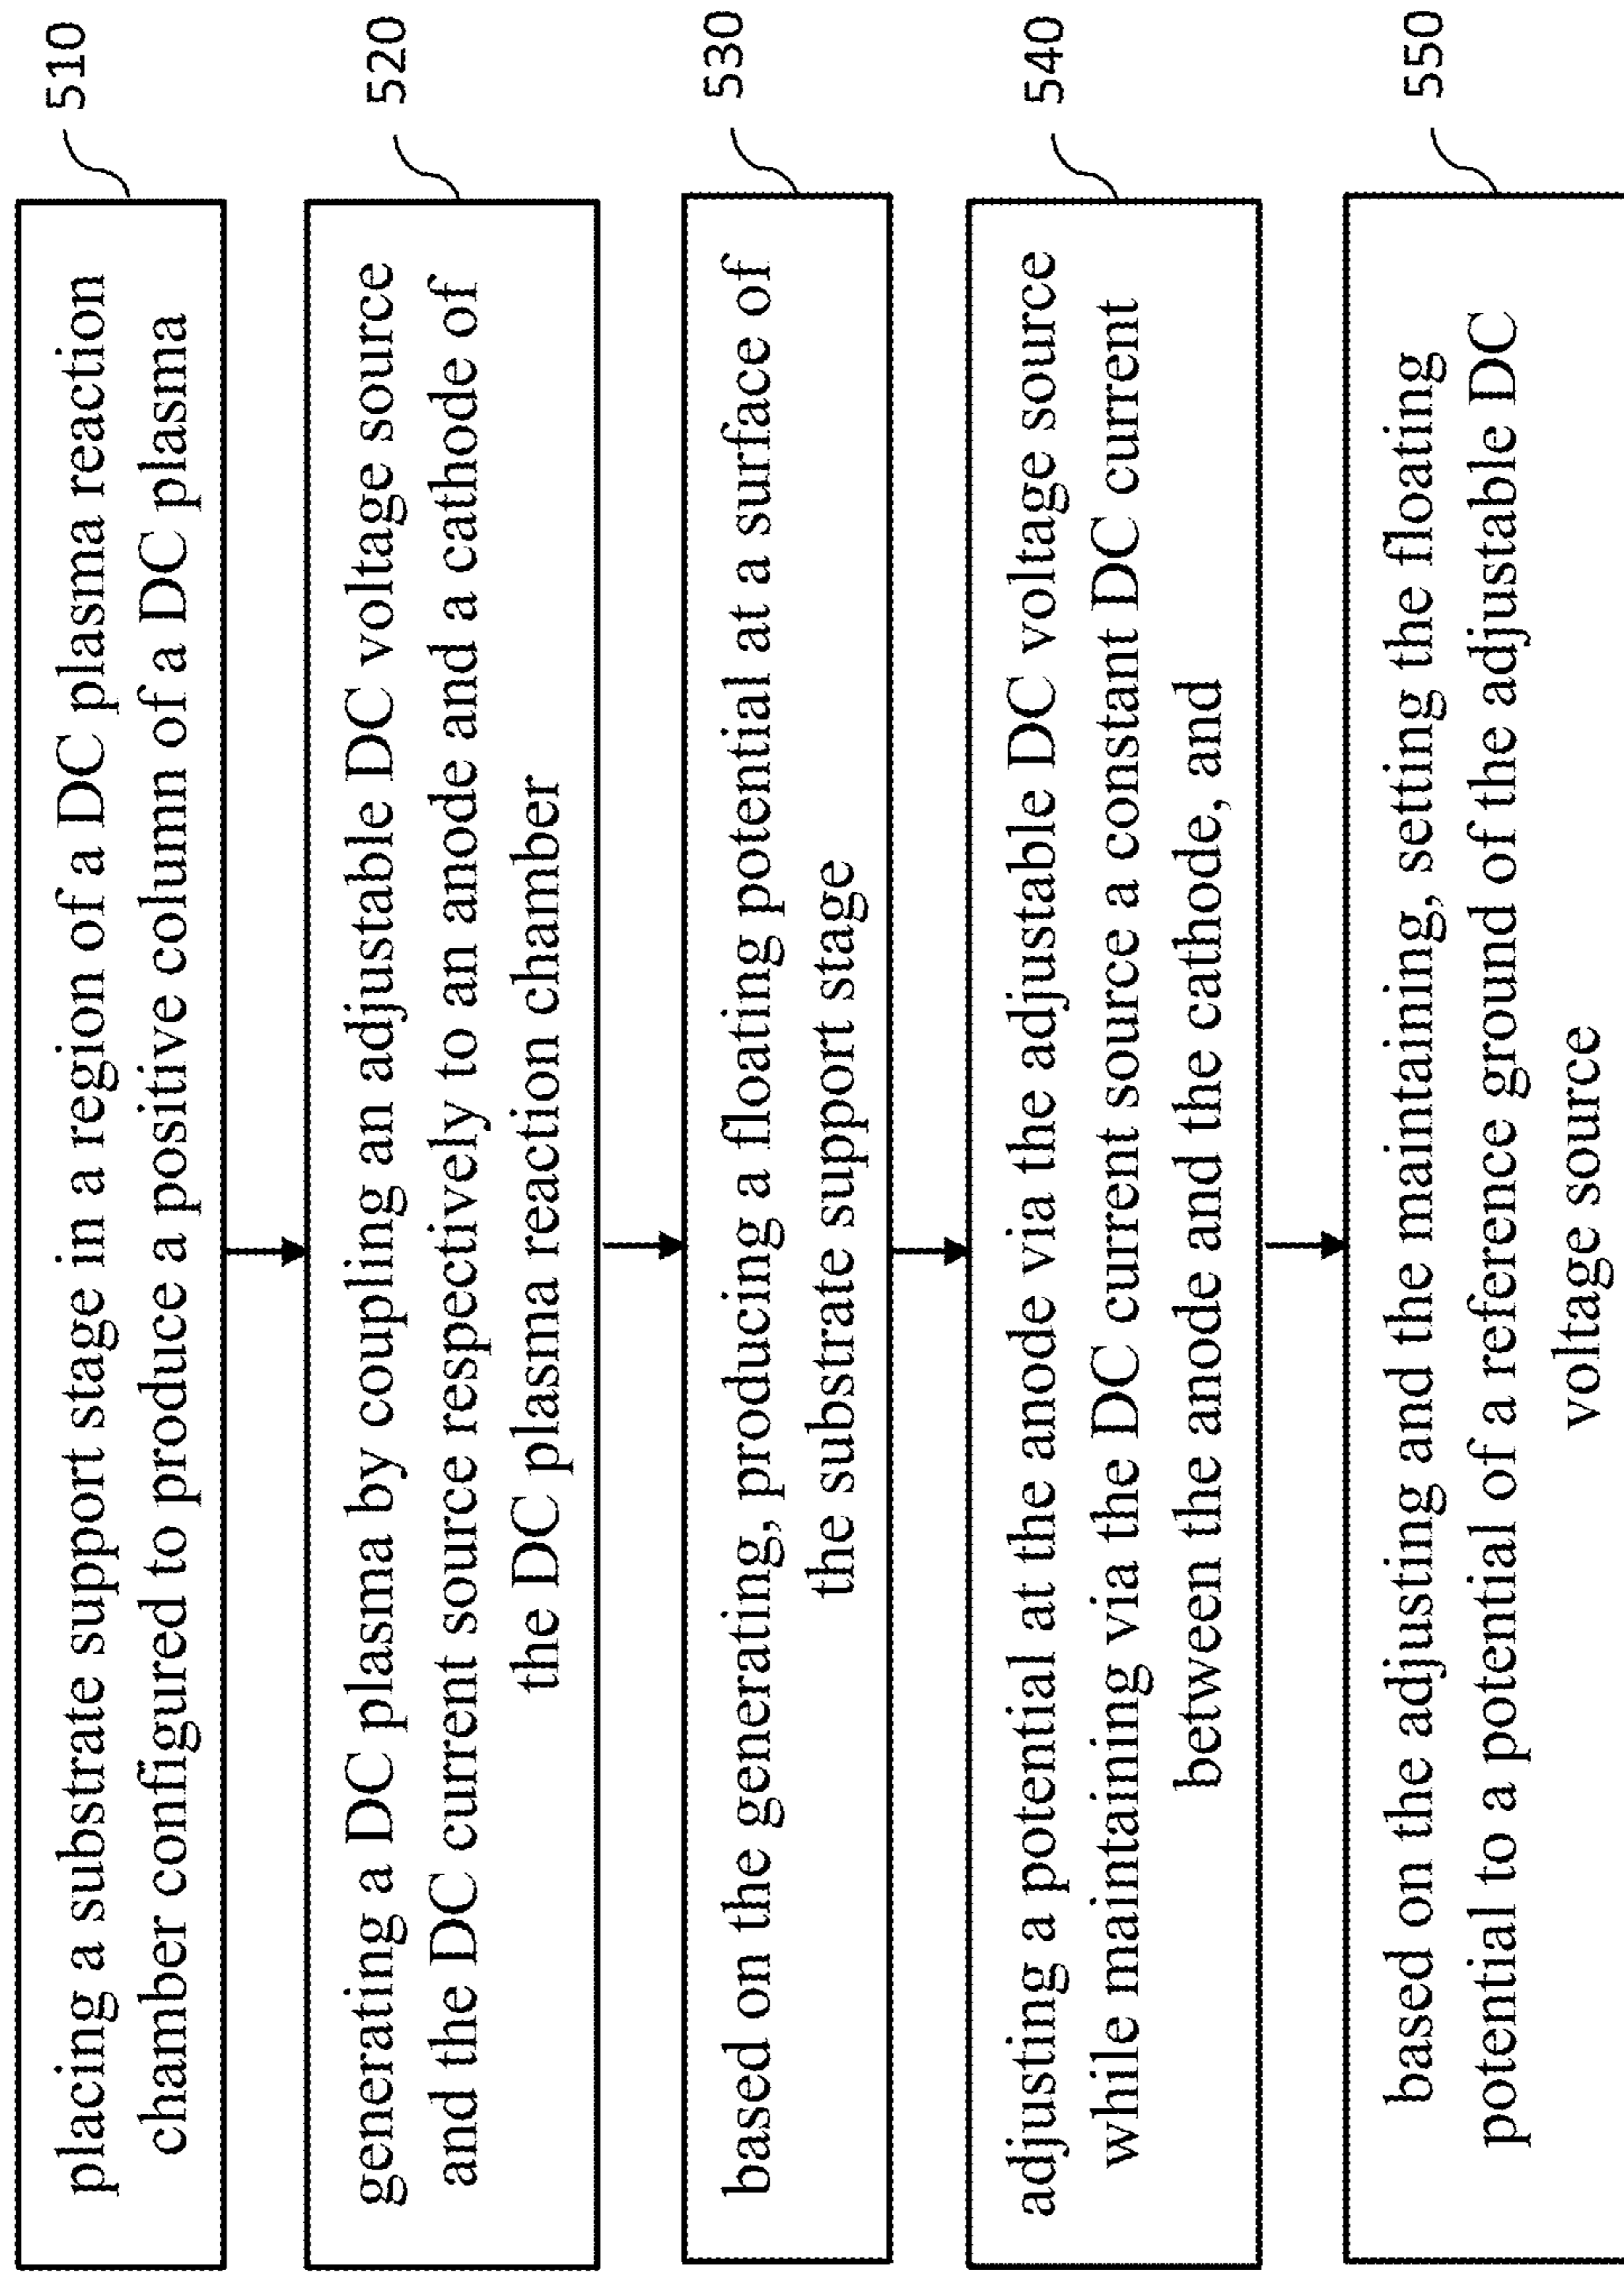 placing a substrate support stage in a region of a DC plasma reaction
chamber configured to produce a positive column of a DC plasma
510
generating a DC plasma by coupling an adjustable DC voltage source
and the DC current source respectively to an anode and a cathode of
the DC plasma reaction chamber
520
based on the generating, producing a floating potential at a surface of
the substrate support stage
530
adjusting a potential at the anode via the adjustable DC voltage source
while maintaining via the DC current source a constant DC current
between the anode and the cathode, and
540
based on the adjusting and the maintaining, setting the floating
potential to a potential of a reference ground of the adjustable DC
voltage source
550